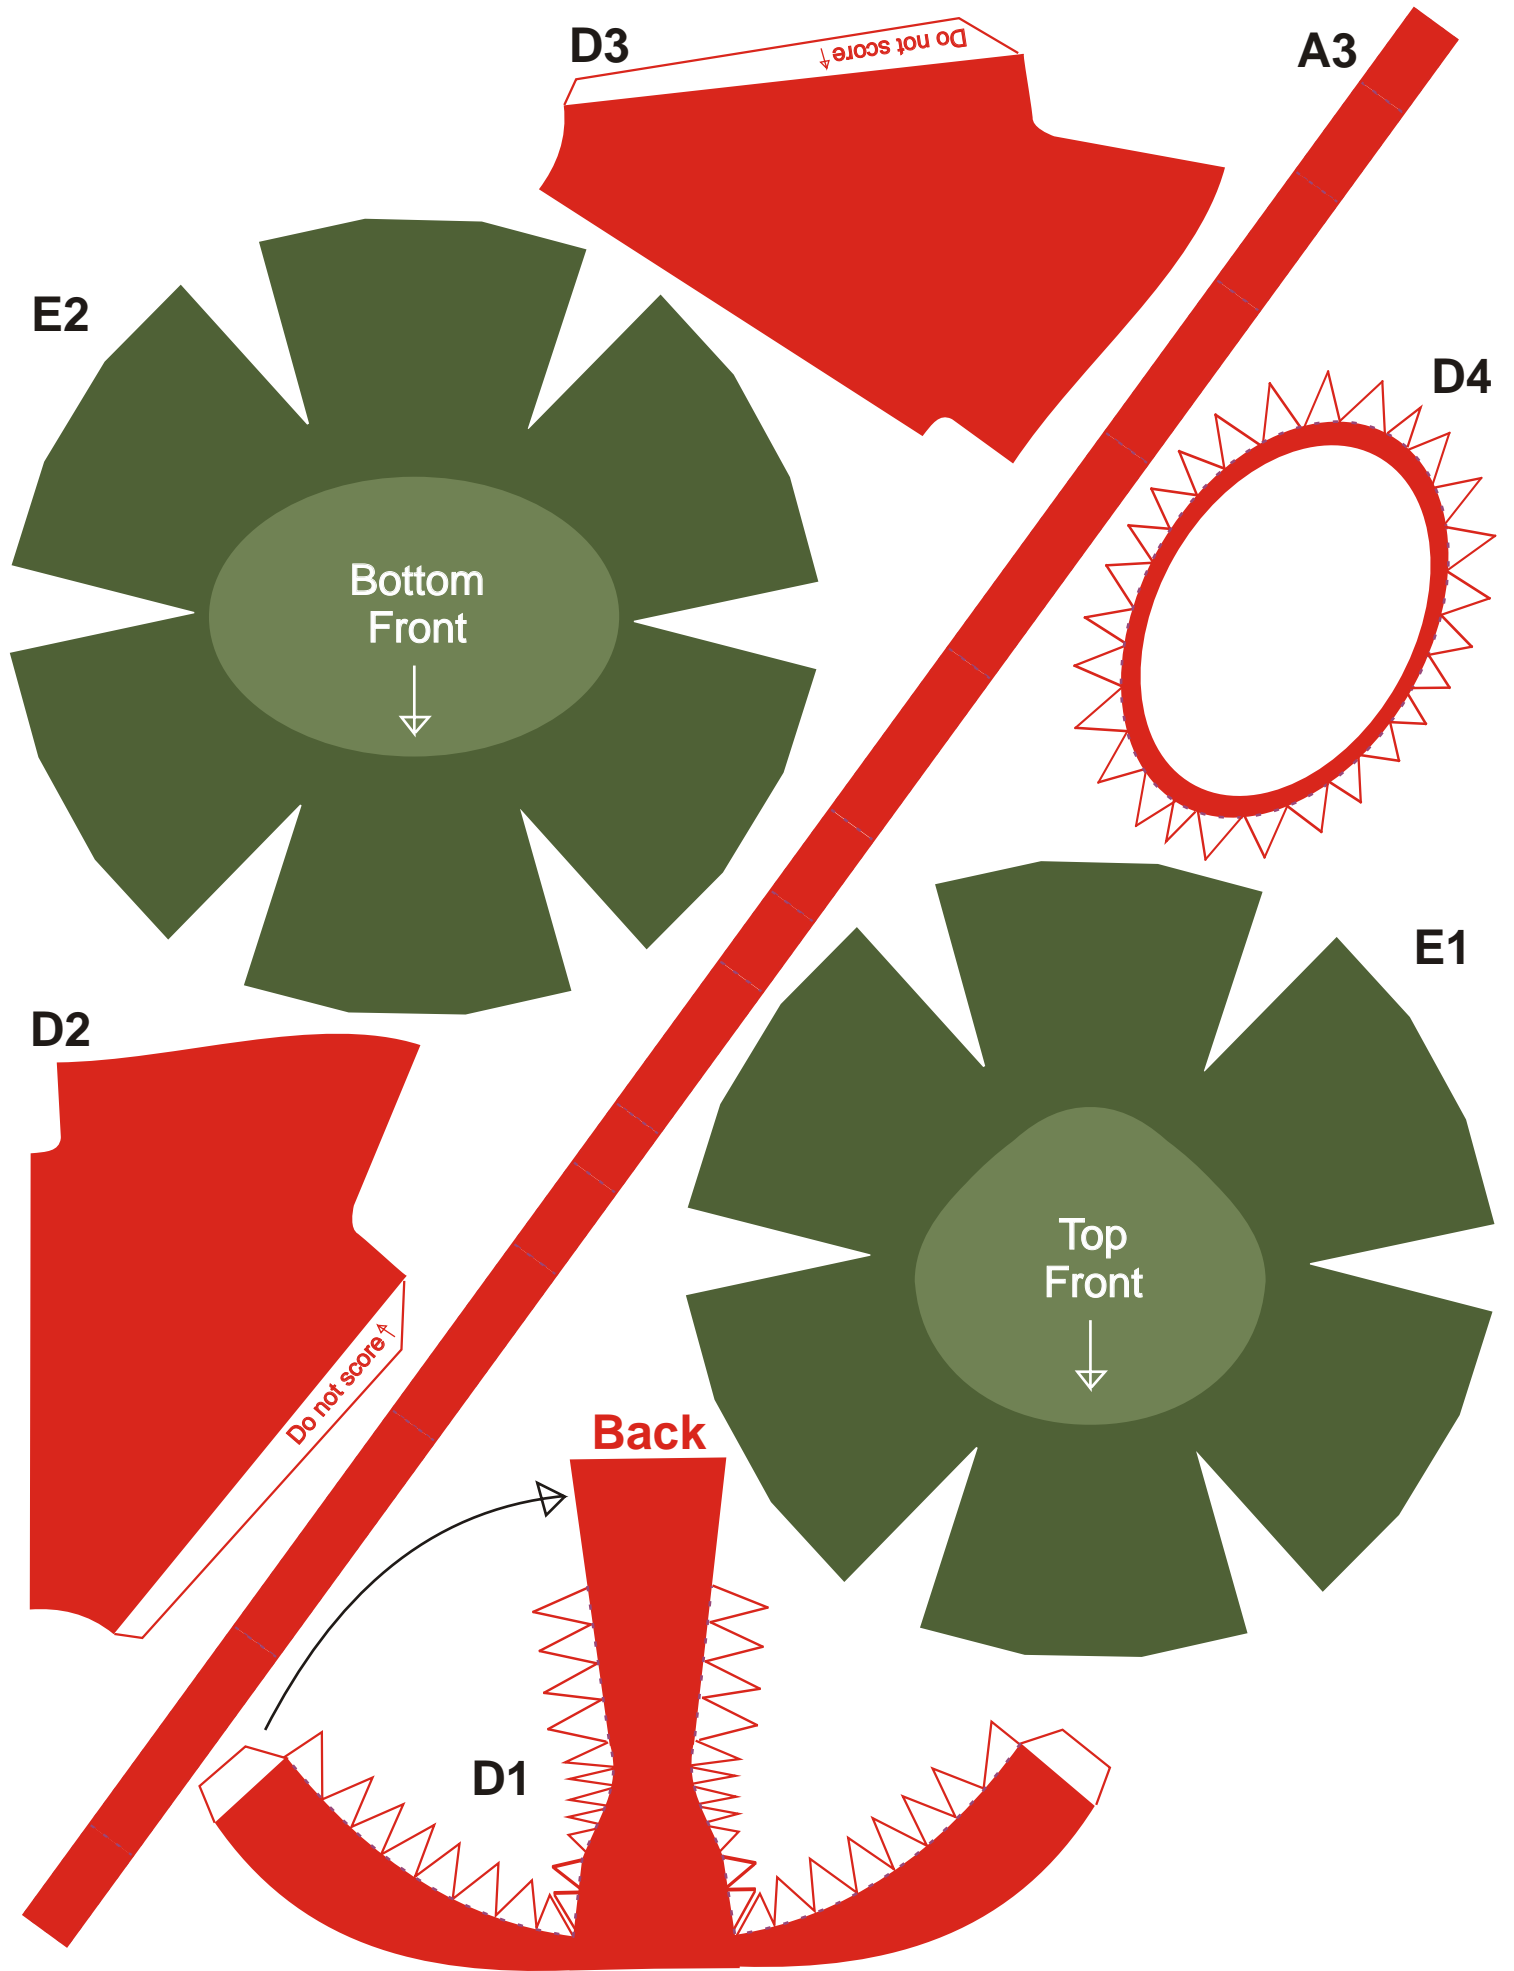 D3
Do not score
A3
E2
D4
Bottom
Front
E1
D2
Top
Front
Do not score
Back
D1